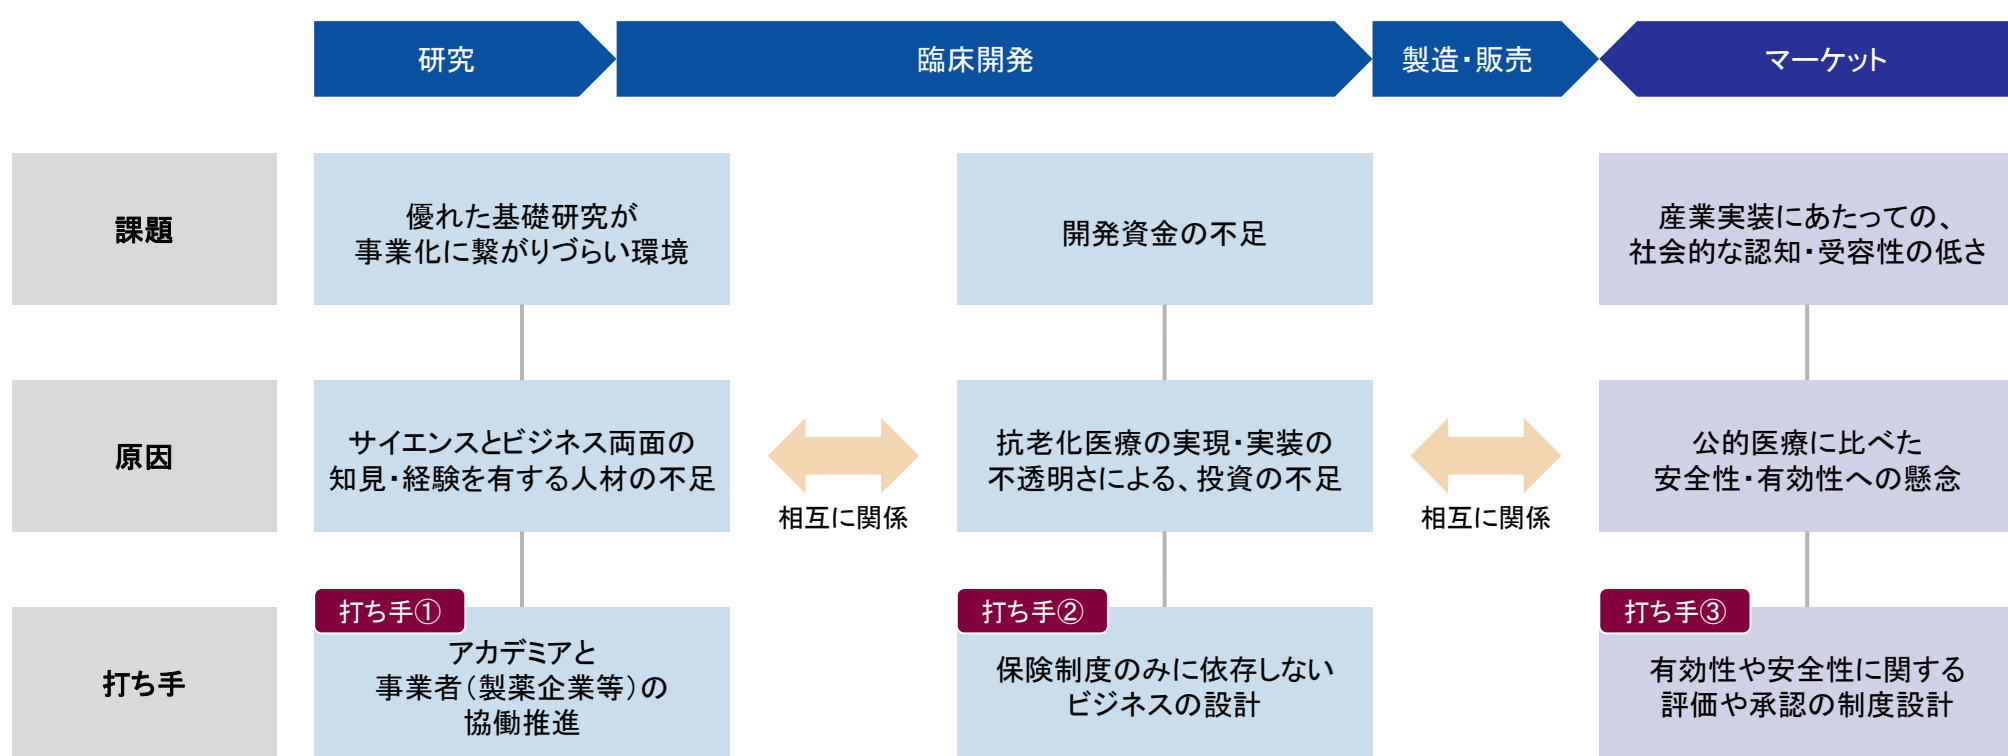 研究
臨床開発
製造・販売
マーケット
課題
優れた基礎研究が
事業化に繋がりづらい環境
開発資金の不足
産業実装にあたっての、
社会的な認知・受容性の低さ
原因
サイエンスとビジネス両面の
知見・経験を有する人材の不足
相互に関係
抗老化医療の実現・実装の
不透明さによる、投資の不足
相互に関係
公的医療に比べた
安全性・有効性への懸念
打ち手
打ち手①
アカデミアと
事業者（製薬企業等）の
協働推進
打ち手②
保険制度のみに依存しない
ビジネスの設計
打ち手③
有効性や安全性に関する
評価や承認の制度設計